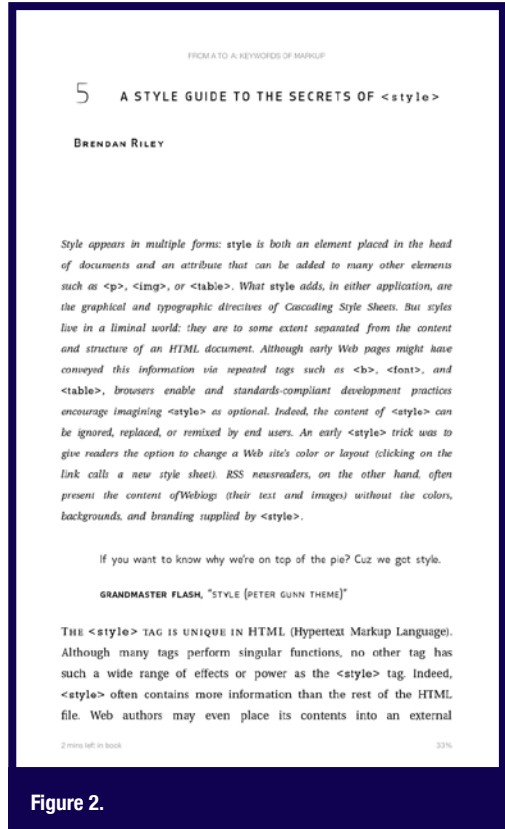 FROM A TO A: KEYWORDS OF MARKUP
5 A STYLE GUIDE TO THE SECRETS OF <style>
BRENDAN RILEY
Style appears in multiple forms: style is both an element placed in the head
of documents and an attribute that can be added to many other elements
such as <p>, <img>, or <table>. What style adds, in either application, are
the graphical and typographic directives of Cascading Style Sheets. But styles
live in a liminal world: they are to some extent separated from the content
and structure of an HTML document. Although early Web pages might have
conveyed this information via repeated tags such as <b>, <font>, and
<table>, browsers enable and standards-compliant development practices
encourage imagining <style> as optional. Indeed, the content of <style> can
be ignored, replaced, or remixed by end users. An early <style> trick was to
give readers the option to change a Web site's color or layout (clicking on the
link calls a new style sheet). RSS newsreaders, on the other hand, often
present the content ofWeblogs (their text and images) without the colors,
backgrounds, and branding supplied by <style>.
If you want to know why we're on top of the pie? Cuz we got style.
GRANDMASTER FLASH, "STYLE (PETER GUNN THEME)"
THE <style> TAG IS UNIQUE IN HTML (Hypertext Markup Language).
Although many tags perform singular functions, no other tag has
such a wide range of effects or power as the <style> tag. Indeed,
<style> often contains more information than the rest of the HTML
file. Web authors may even place its contents into an external
2 mins left in book 33%
Figure 2.